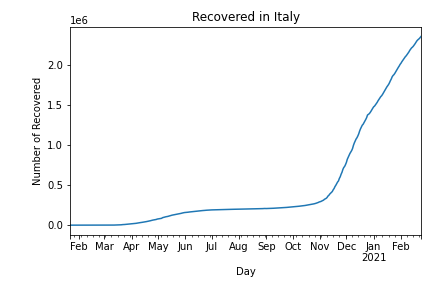 Recovered in Italy
1e6
2.0
1.5
1.0
0.5
0.0
Number of Recovered
Feb Mar Apr May Jun Jul Aug Sep Oct Nov Dec Jan Feb
2021
Day